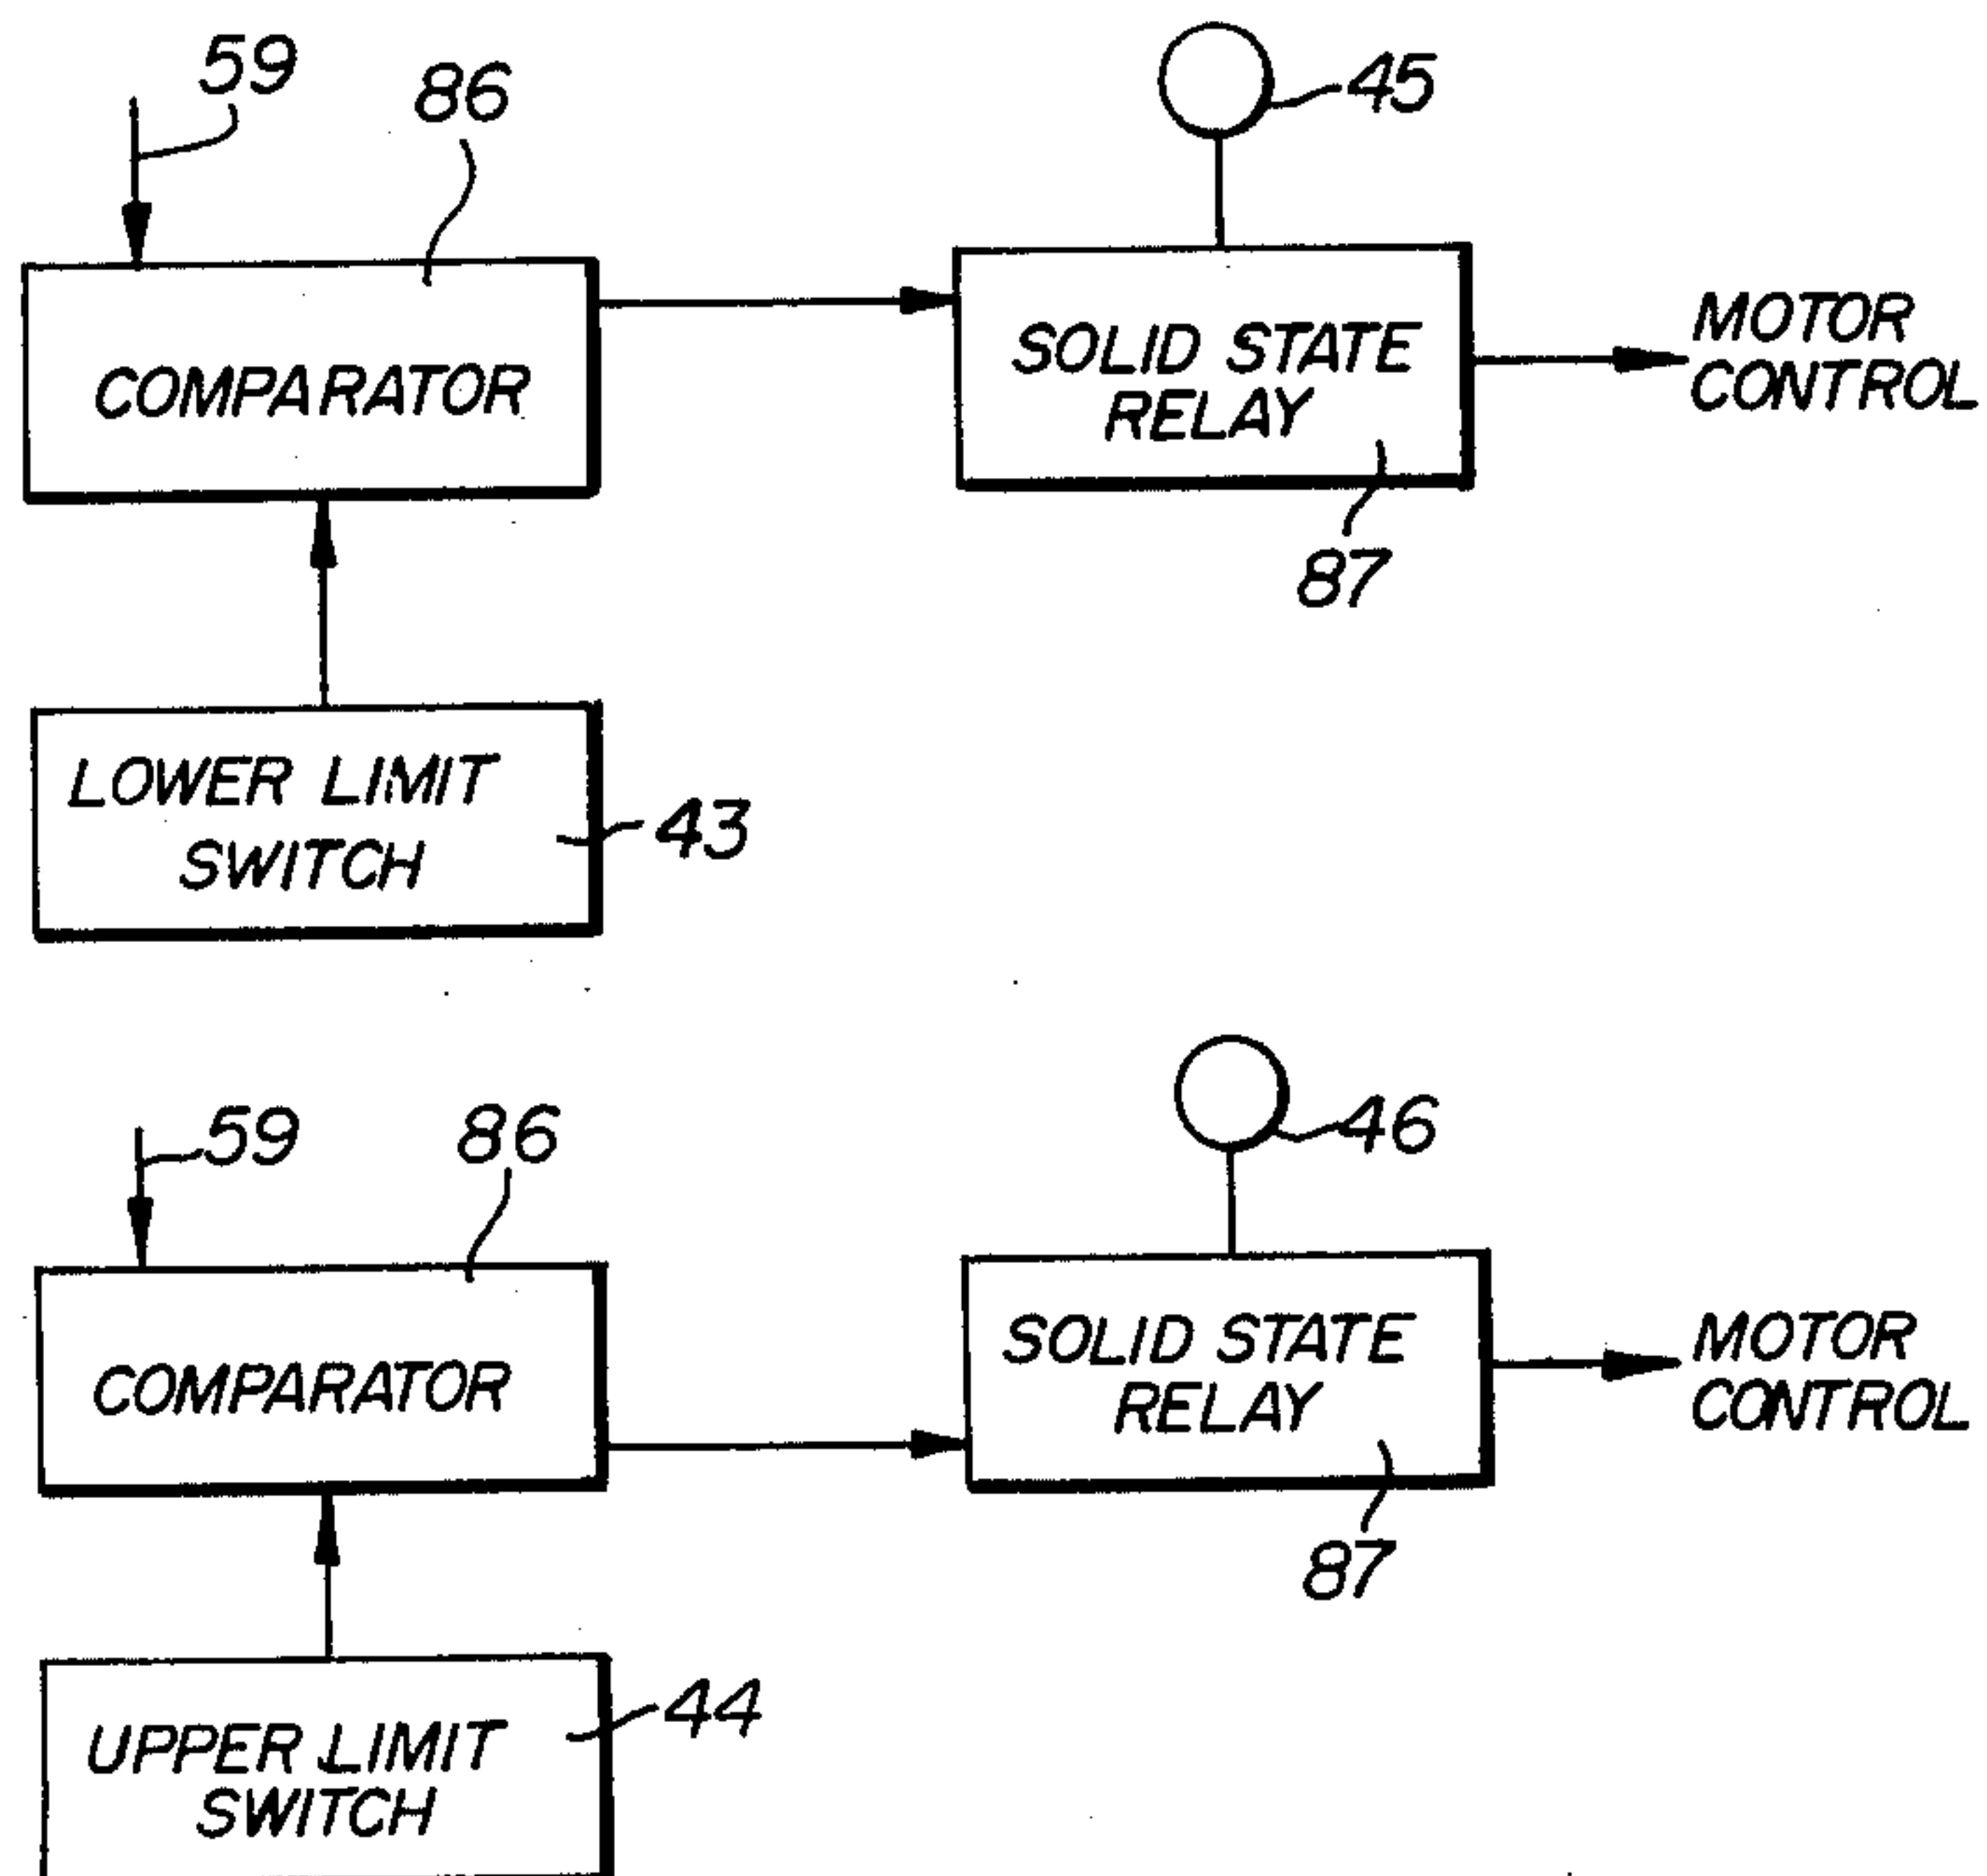 59
86
45
COMPARATOR
SOLID STATE
RELAY
MOTOR
CONTROL
87
LOWER LIMIT
SWITCH
43
59
86
46
COMPARATOR
SOLID STATE
RELAY
MOTOR
CONTROL
87
UPPER LIMIT
SWITCH
44